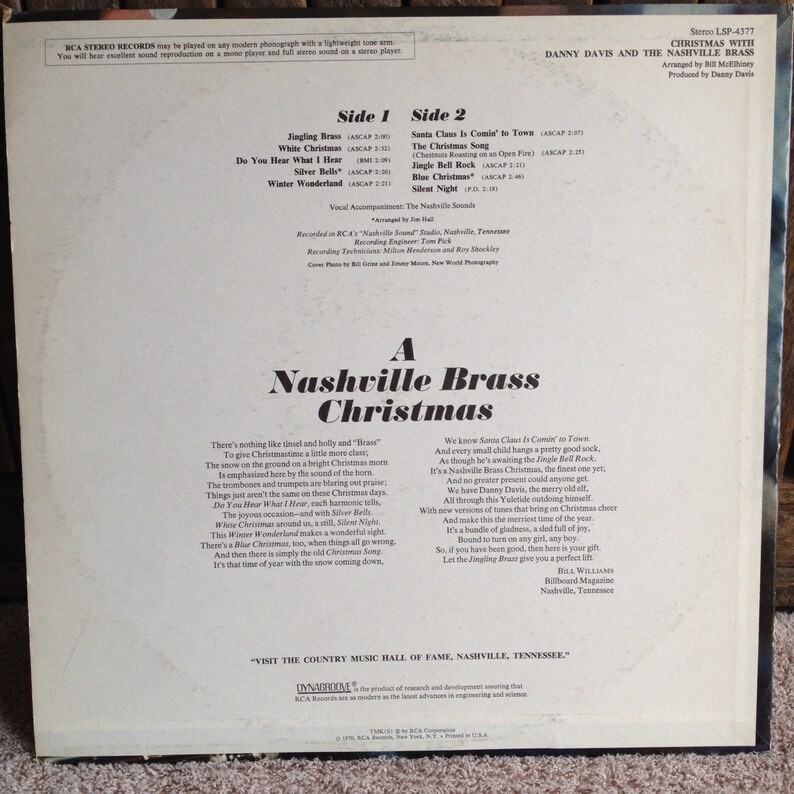 RCA STEREO RECORDS may be played on any modern phonograph with a lightweight tone arm.
You will hear excellent sound reproduction on a mono player and full stereo sound on a stereo player.
Stereo LSP-4377
CHRISTMAS WITH
DANNY DAVIS AND THE NASHVILLE BRASS
Arranged by Bill McElhiney
Produced by Danny Davis
Side 1
Jingling Brass (ASCAP 2:00)
White Christmas (ASCAP 2:32)
Do You Hear What I Hear (BMI 2:09)
Silver Bells* (ASCAP 2:20)
Winter Wonderland (ASCAP 2:21)
Side 2
Santa Claus Is Comin' to Town (ASCAP 2:07)
The Christmas Song
(Chestnuts Roasting on an Open Fire) (ASCAP 2:25)
Jingle Bell Rock (ASCAP 2:21)
Blue Christmas* (ASCAP 2:46)
Silent Night (P.D. 2:18)
Vocal Accompaniment: The Nashville Sounds
*Arranged by Jim Hall
Recorded in RCA's "Nashville Sound" Studio, Nashville, Tennessee
Recording Engineer: Tom Pick
Recording Technicians: Milton Henderson and Roy Shockley
Cover Photo by Bill Grine and Jimmy Moore, New World Photography
A
Nashville Brass
Christmas
There's nothing like tinsel and holly and "Brass"
To give Christmastime a little more class;
The snow on the ground on a bright Christmas morn
Is emphasized here by the sound of the horn.
The trombones and trumpets are blaring out praise;
Things just aren't the same on these Christmas days.
Do You Hear What I Hear, each harmonic tells,
The joyous occasion—and with Silver Bells.
White Christmas around us, a still, Silent Night.
This Winter Wonderland makes a wonderful sight.
There's a Blue Christmas, too, when things all go wrong,
And then there is simply the old Christmas Song.
It's that time of year with the snow coming down,
We know Santa Claus Is Comin' to Town.
And every small child hangs a pretty good sock,
As though he's awaiting the Jingle Bell Rock.
It's a Nashville Brass Christmas, the finest one yet;
And no greater present could anyone get.
We have Danny Davis, the merry old elf,
All through this Yuletide outdoing himself.
With new versions of tunes that bring on Christmas cheer
And make this the merriest time of the year.
It's a bundle of gladness, a sled full of joy,
Bound to turn on any girl, any boy.
So, if you have been good, then here is your gift.
Let the Jingling Brass give you a perfect lift.
BILL WILLIAMS
Billboard Magazine
Nashville, Tennessee
"VISIT THE COUNTRY MUSIC HALL OF FAME, NASHVILLE, TENNESSEE."
DYNAGROOVE® is the product of research and development assuring that
RCA Records are as modern as the latest advances in engineering and science.
TMK(S) ® by RCA Corporation
© 1970, RCA Records, New York, N.Y. • Printed in U.S.A.